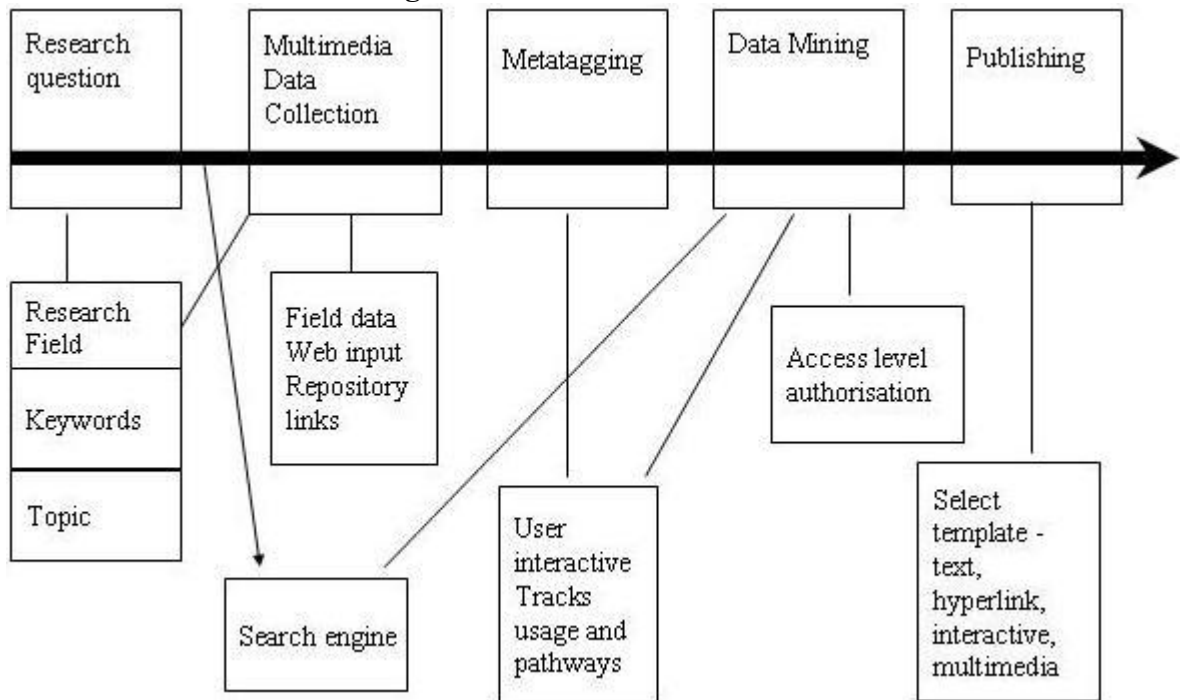 Research
question
Multimedia
Data
Collection
Metatagging
Data Mining
Publishing
Research
Field
Keywords
Topic
Field data
Web input
Repository
links
Search engine
User
interactive
Tracks
usage and
pathways
Access level
authorisation
Select
template -
text,
hyperlink,
interactive,
multimedia